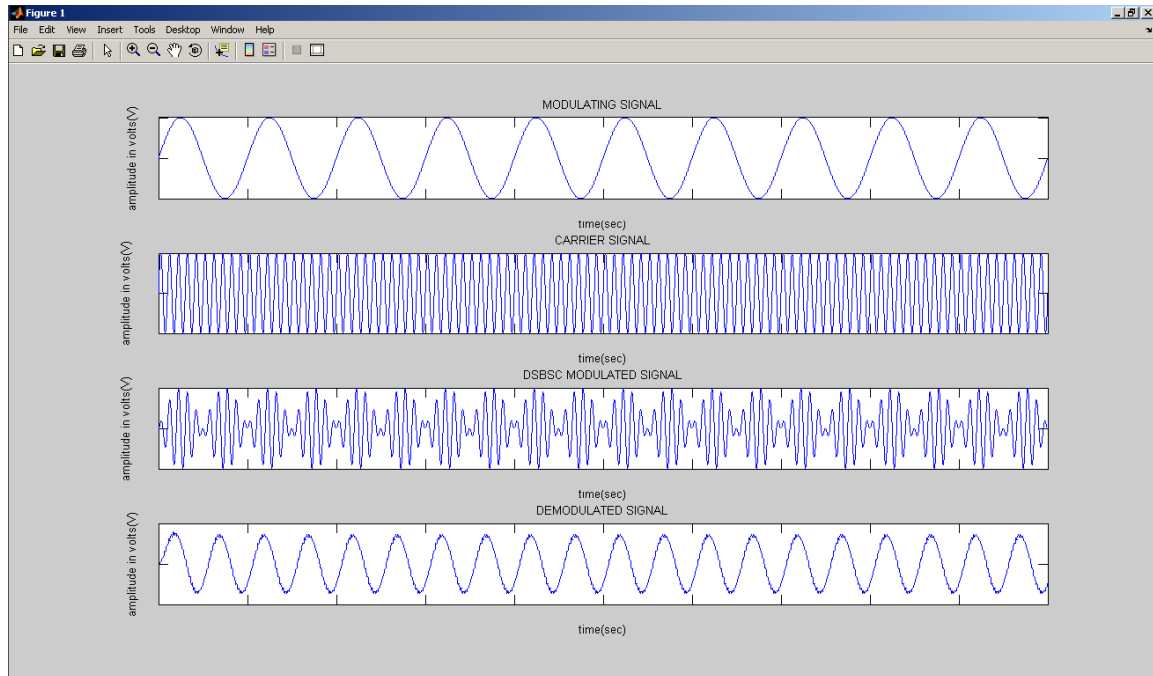 Figure 1
File Edit View Insert Tools Desktop Window Help
MODULATING SIGNAL
amplitude in volts(V)
time(sec)
CARRIER SIGNAL
amplitude in volts(V)
time(sec)
DSBSC MODULATED SIGNAL
amplitude in volts(V)
time(sec)
DEMODULATED SIGNAL
amplitude in volts(V)
time(sec)